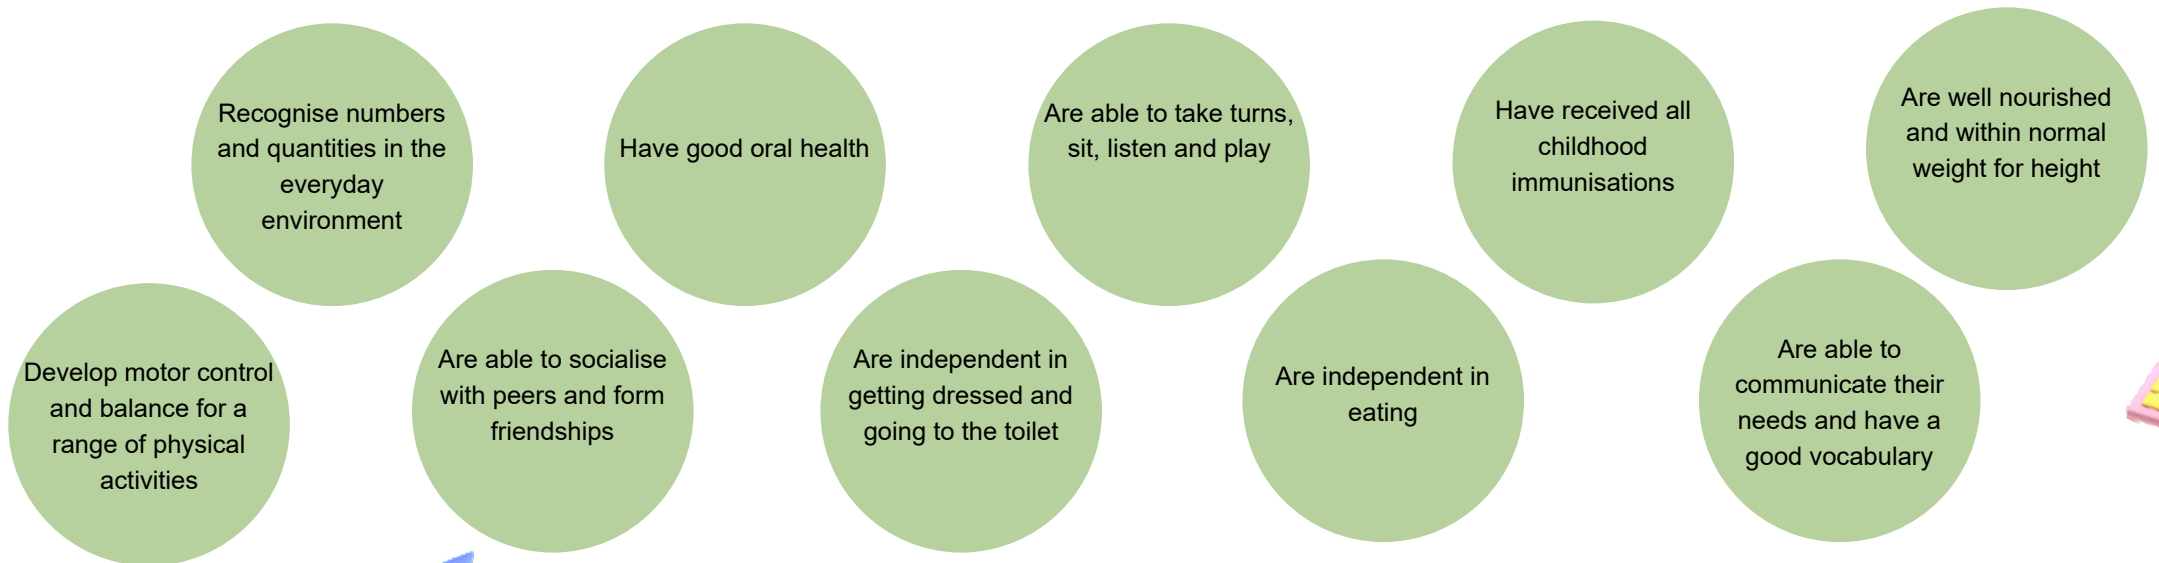 Recognise numbers
and quantities in the
everyday
environment
Have good oral health
Are able to take turns,
sit, listen and play
Have received all
childhood
immunisations
Are well nourished
and within normal
weight for height
Develop motor control
and balance for a
range of physical
activities
Are able to socialise
with peers and form
friendships
Are independent in
getting dressed and
going to the toilet
Are independent in
eating
Are able to
communicate their
needs and have a
good vocabulary